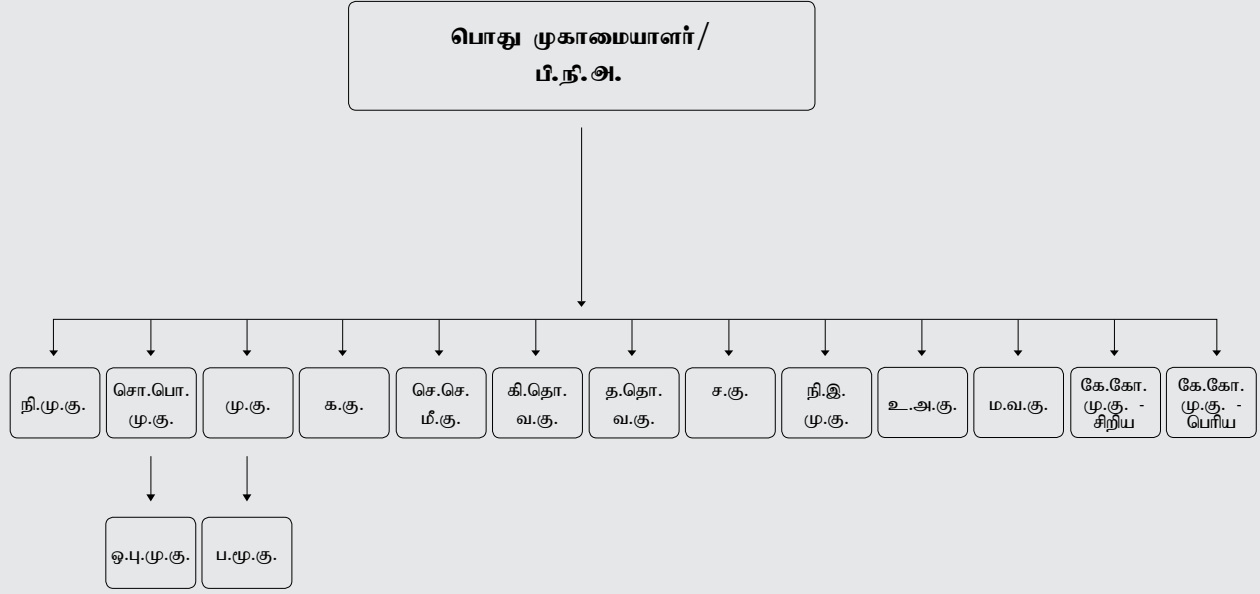 பொது முகாமையாளர்/
பி.நி.அ.
நி.மு.கு.
சொ.பொ.
மு.கு.
மு.கு.
க.கு.
செ.செ.
மீ.கு.
கி.தொ.
வ.கு.
த.தொ.
வ.கு.
ச.கு.
நி.இ.
மு.கு.
உ.அ.கு.
ம.வ.கு.
கே.கோ.
மு.கு. -
சிறிய
கே.கோ.
மு.கு. -
பெரிய
ஒ.பு.மு.கு.
ப.மூ.கு.